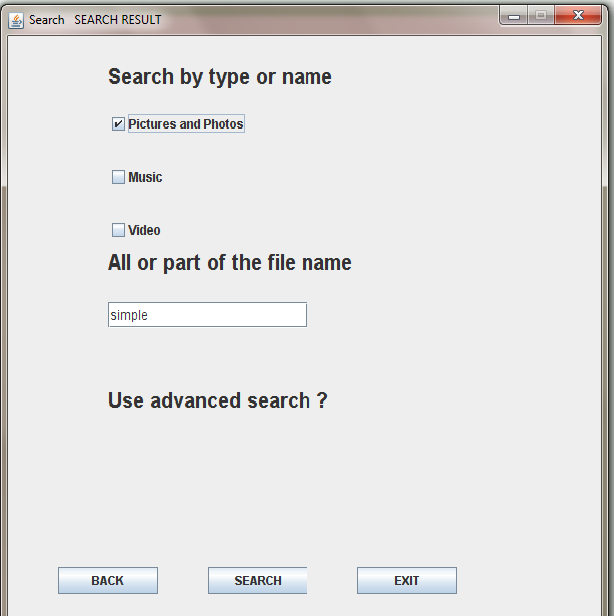 Search SEARCH RESULT
Search by type or name
Pictures and Photos
Music
Video
All or part of the file name
simple
Use advanced search ?
BACK SEARCH EXIT